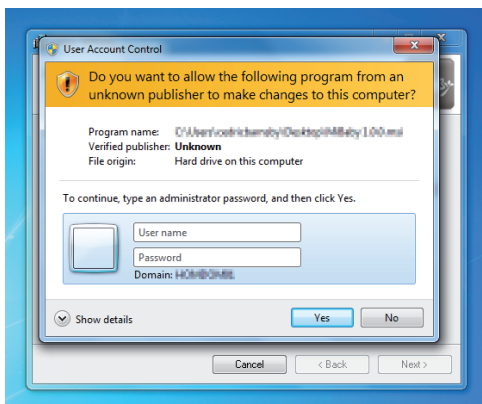 User Account Control
Do you want to allow the following program from an
unknown publisher to make changes to this computer?
Program name:
Verified publisher: Unknown
File origin: Hard drive on this computer
To continue, type an administrator password, and then click Yes.
User name
Password
Domain:
Show details
Yes
No
Cancel
< Back
Next >